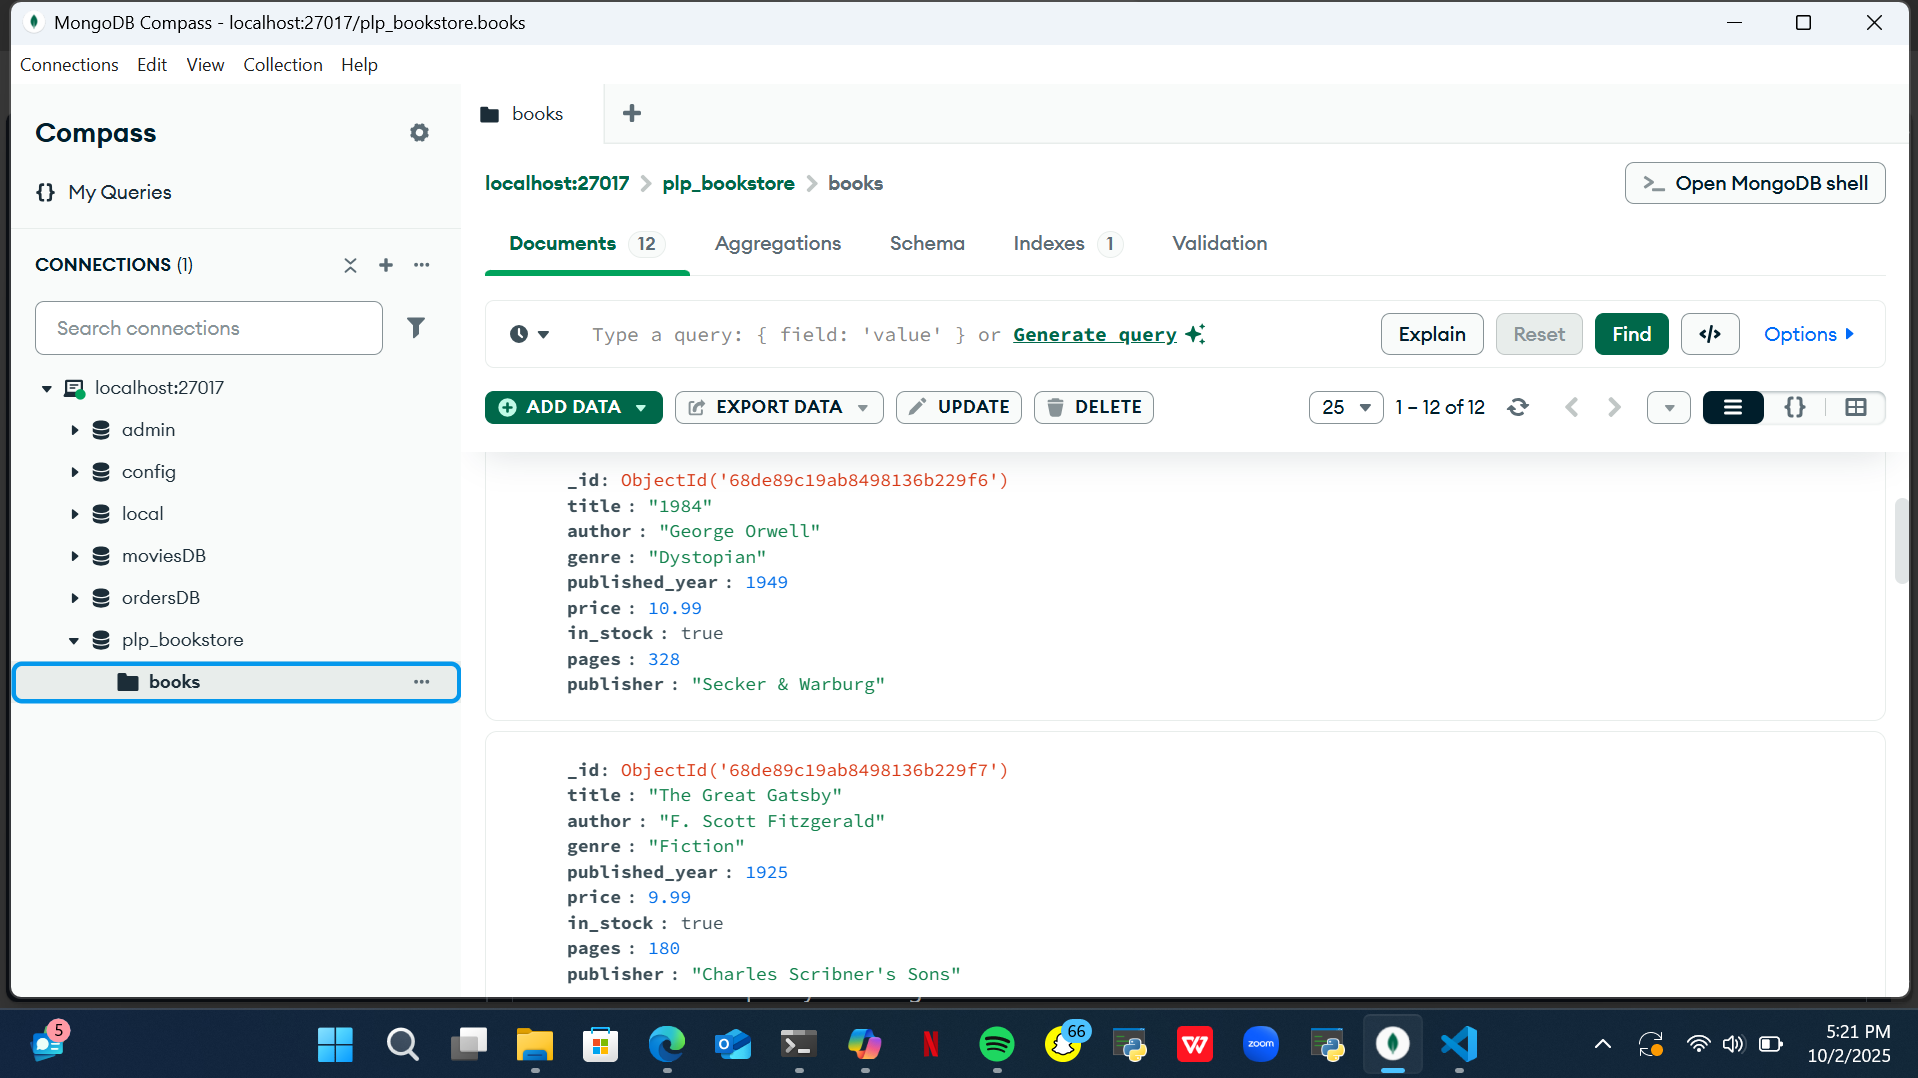 MongoDB Compass - localhost:27017/plp_bookstore.books
Connections Edit View Collection Help
Compass
My Queries
CONNECTIONS (1)
Search connections
localhost:27017
admin
config
local
moviesDB
ordersDB
plp_bookstore
books
books
localhost:27017 > plp_bookstore > books
>_ Open MongoDB shell
Documents 12 Aggregations Schema Indexes 1 Validation
Type a query: { field: 'value' } or Generate query
Explain Reset Find </> Options
ADD DATA EXPORT DATA UPDATE DELETE
25 1 – 12 of 12
_id: ObjectId('68de89c19ab8498136b229f6')
title : "1984"
author : "George Orwell"
genre : "Dystopian"
published_year : 1949
price : 10.99
in_stock : true
pages : 328
publisher : "Secker & Warburg"
_id: ObjectId('68de89c19ab8498136b229f7')
title : "The Great Gatsby"
author : "F. Scott Fitzgerald"
genre : "Fiction"
published_year : 1925
price : 9.99
in_stock : true
pages : 180
publisher : "Charles Scribner's Sons"
5
66
zoom
5:21 PM
10/2/2025